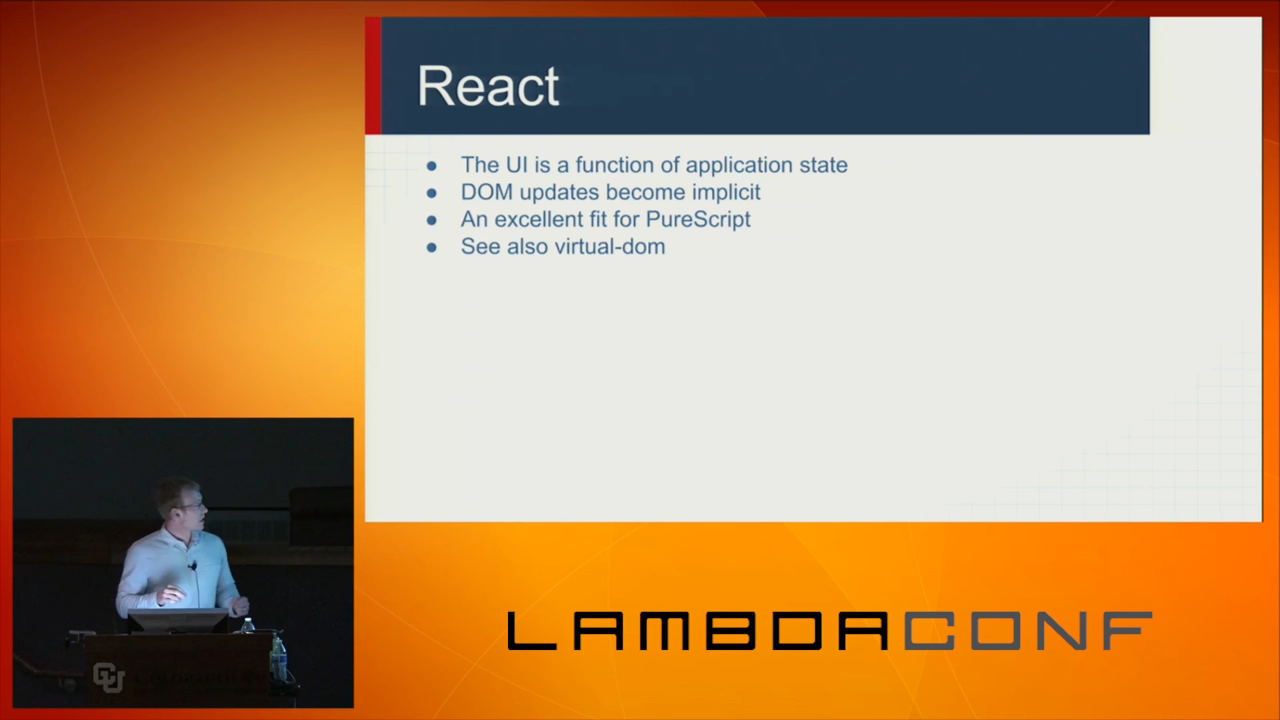 React
● The UI is a function of application state
● DOM updates become implicit
● An excellent fit for PureScript
● See also virtual-dom
LAMBDACONF
CU